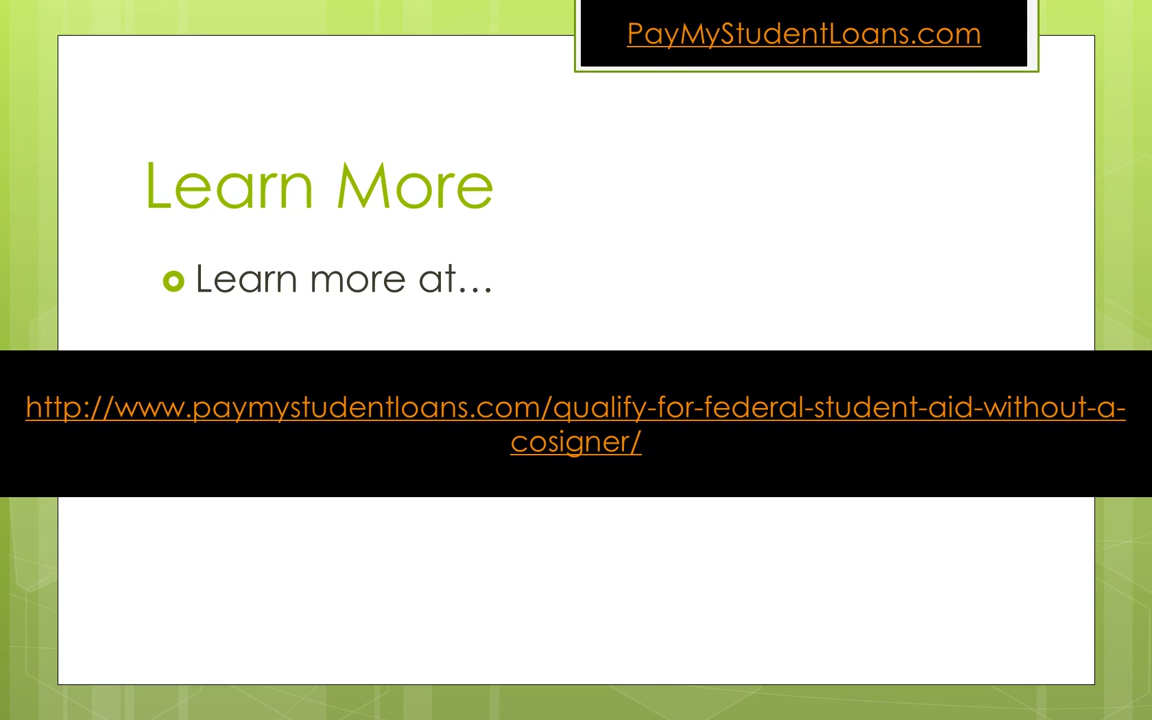 PayMyStudentLoans.com
Learn More
Learn more at…
http://www.paymystudentloans.com/qualify-for-federal-student-aid-without-a-
cosigner/